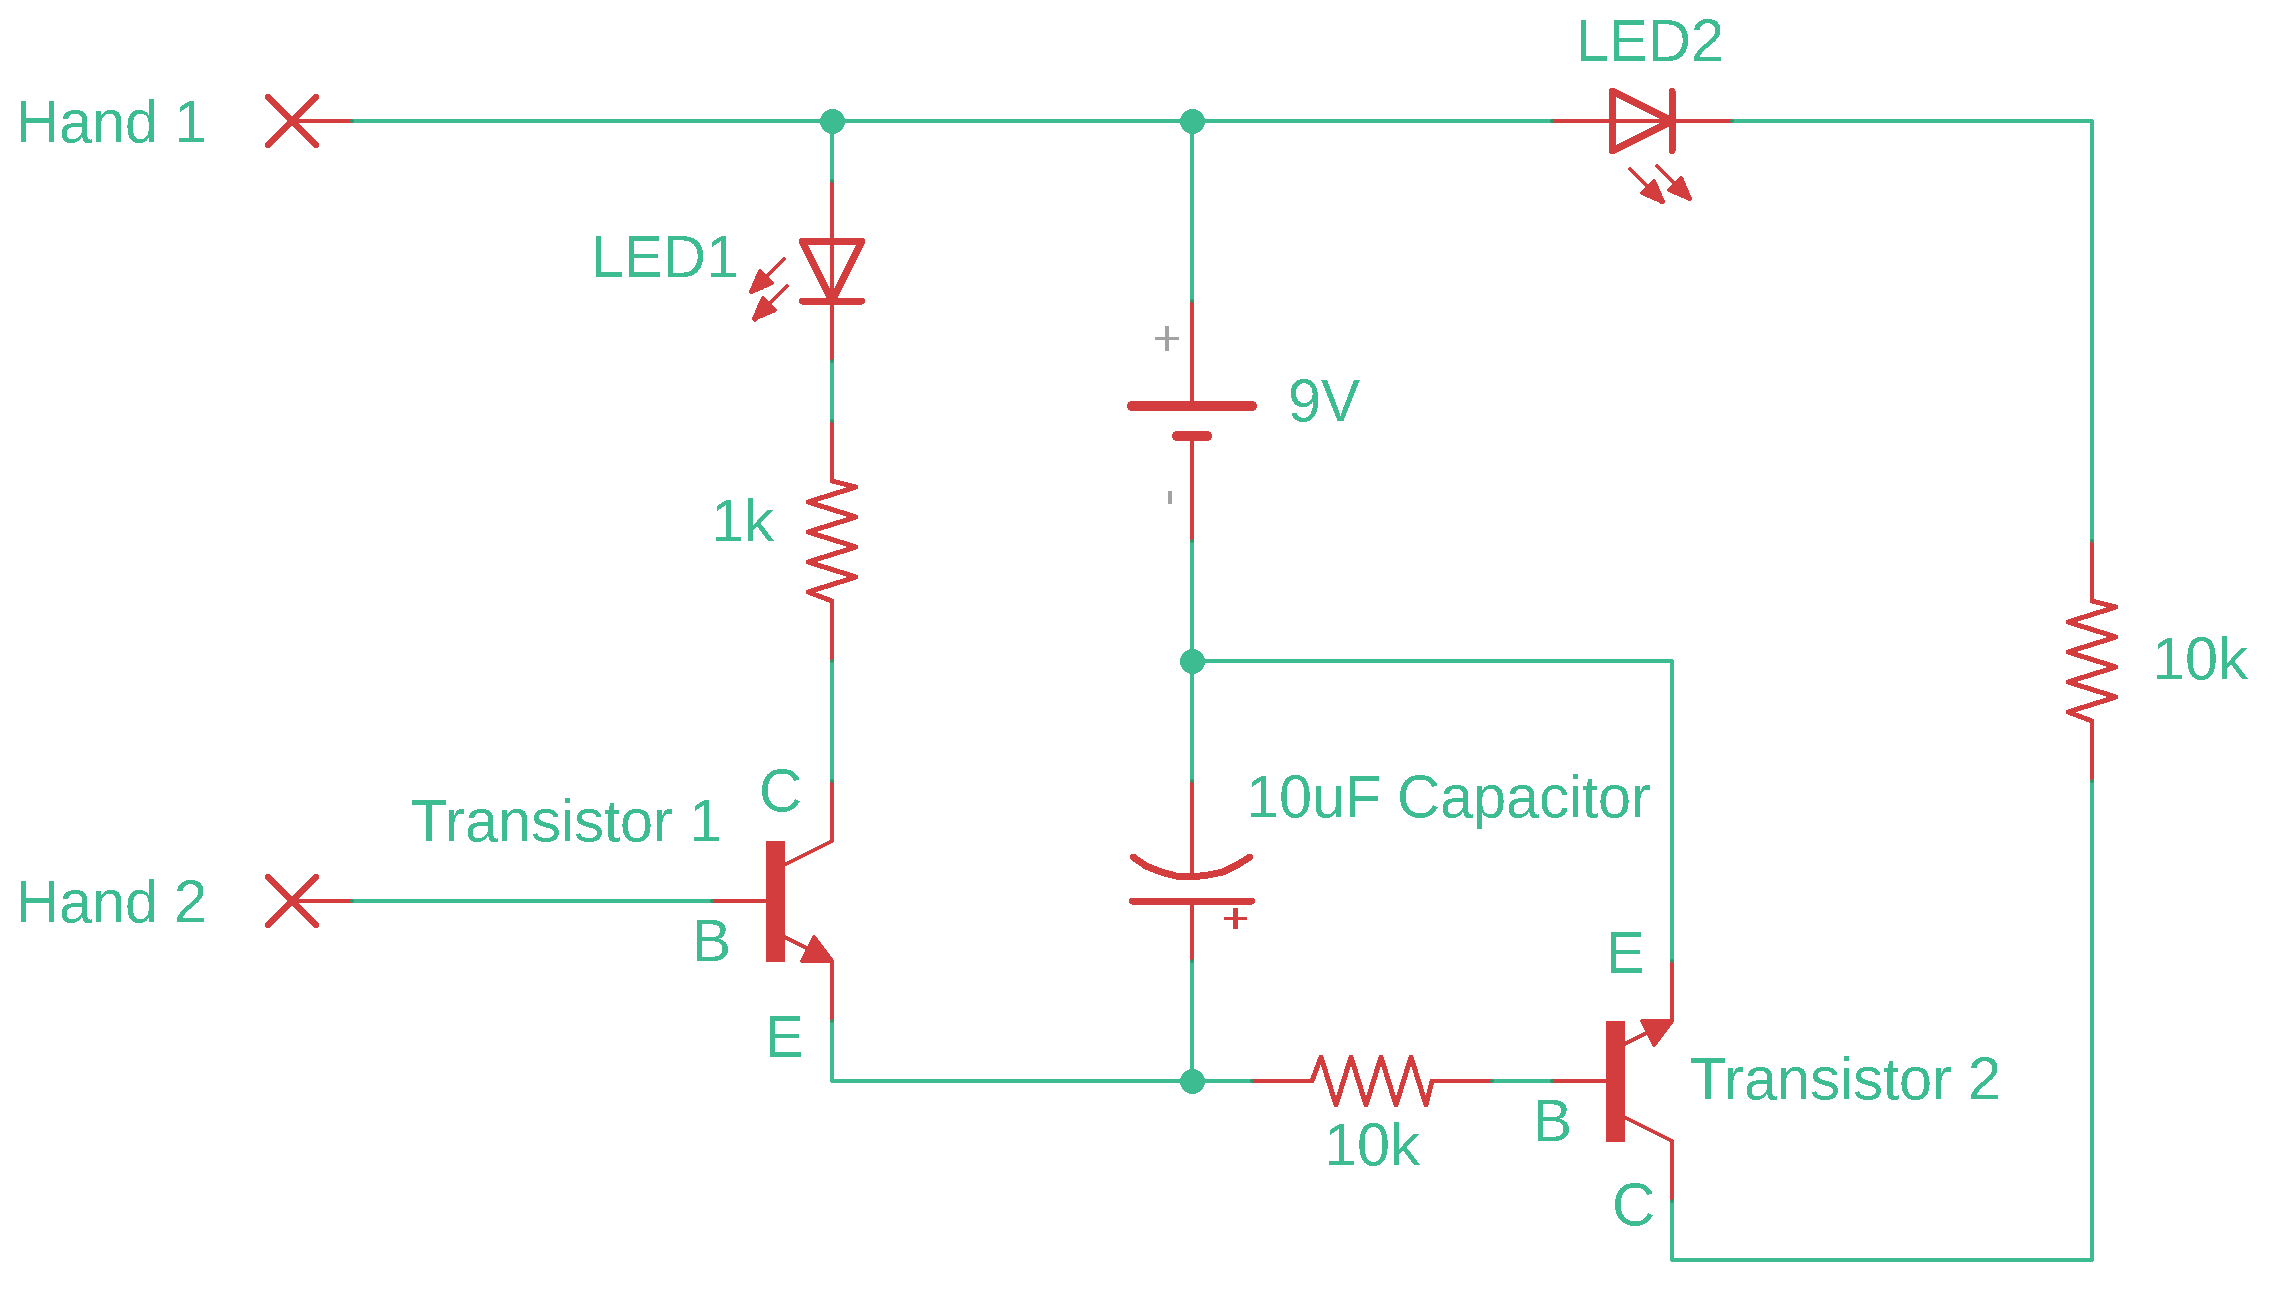 LED2
Hand 1
LED1
+
9V
-
1k
10k
C
10uF Capacitor
Transistor 1
Hand 2
B
+
E
E
Transistor 2
B
10k
C